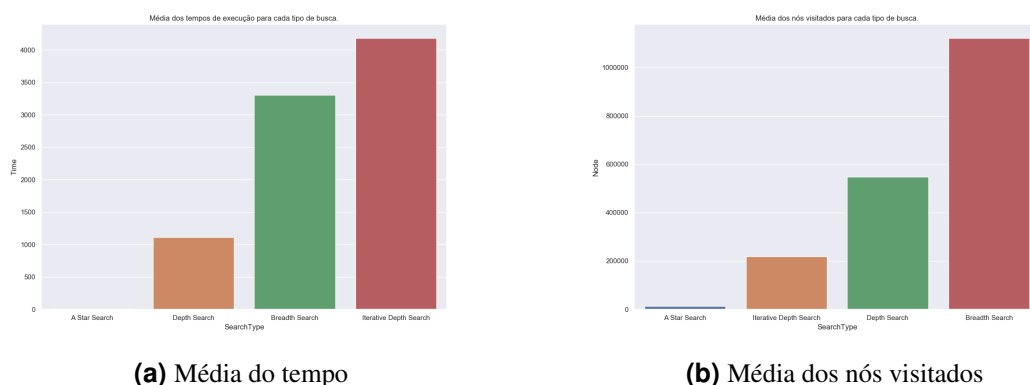 Média dos tempos de execução para cada tipo de busca.
4000
3500
3000
2500
2000
1500
1000
500
0
Time
A Star Search Depth Search Breadth Search Iterative Depth Search
SearchType
(a) Média do tempo
Média dos nós visitados para cada tipo de busca.
1000000
800000
600000
400000
200000
0
Node
A Star Search Iterative Depth Search Depth Search Breadth Search
SearchType
(b) Média dos nós visitados